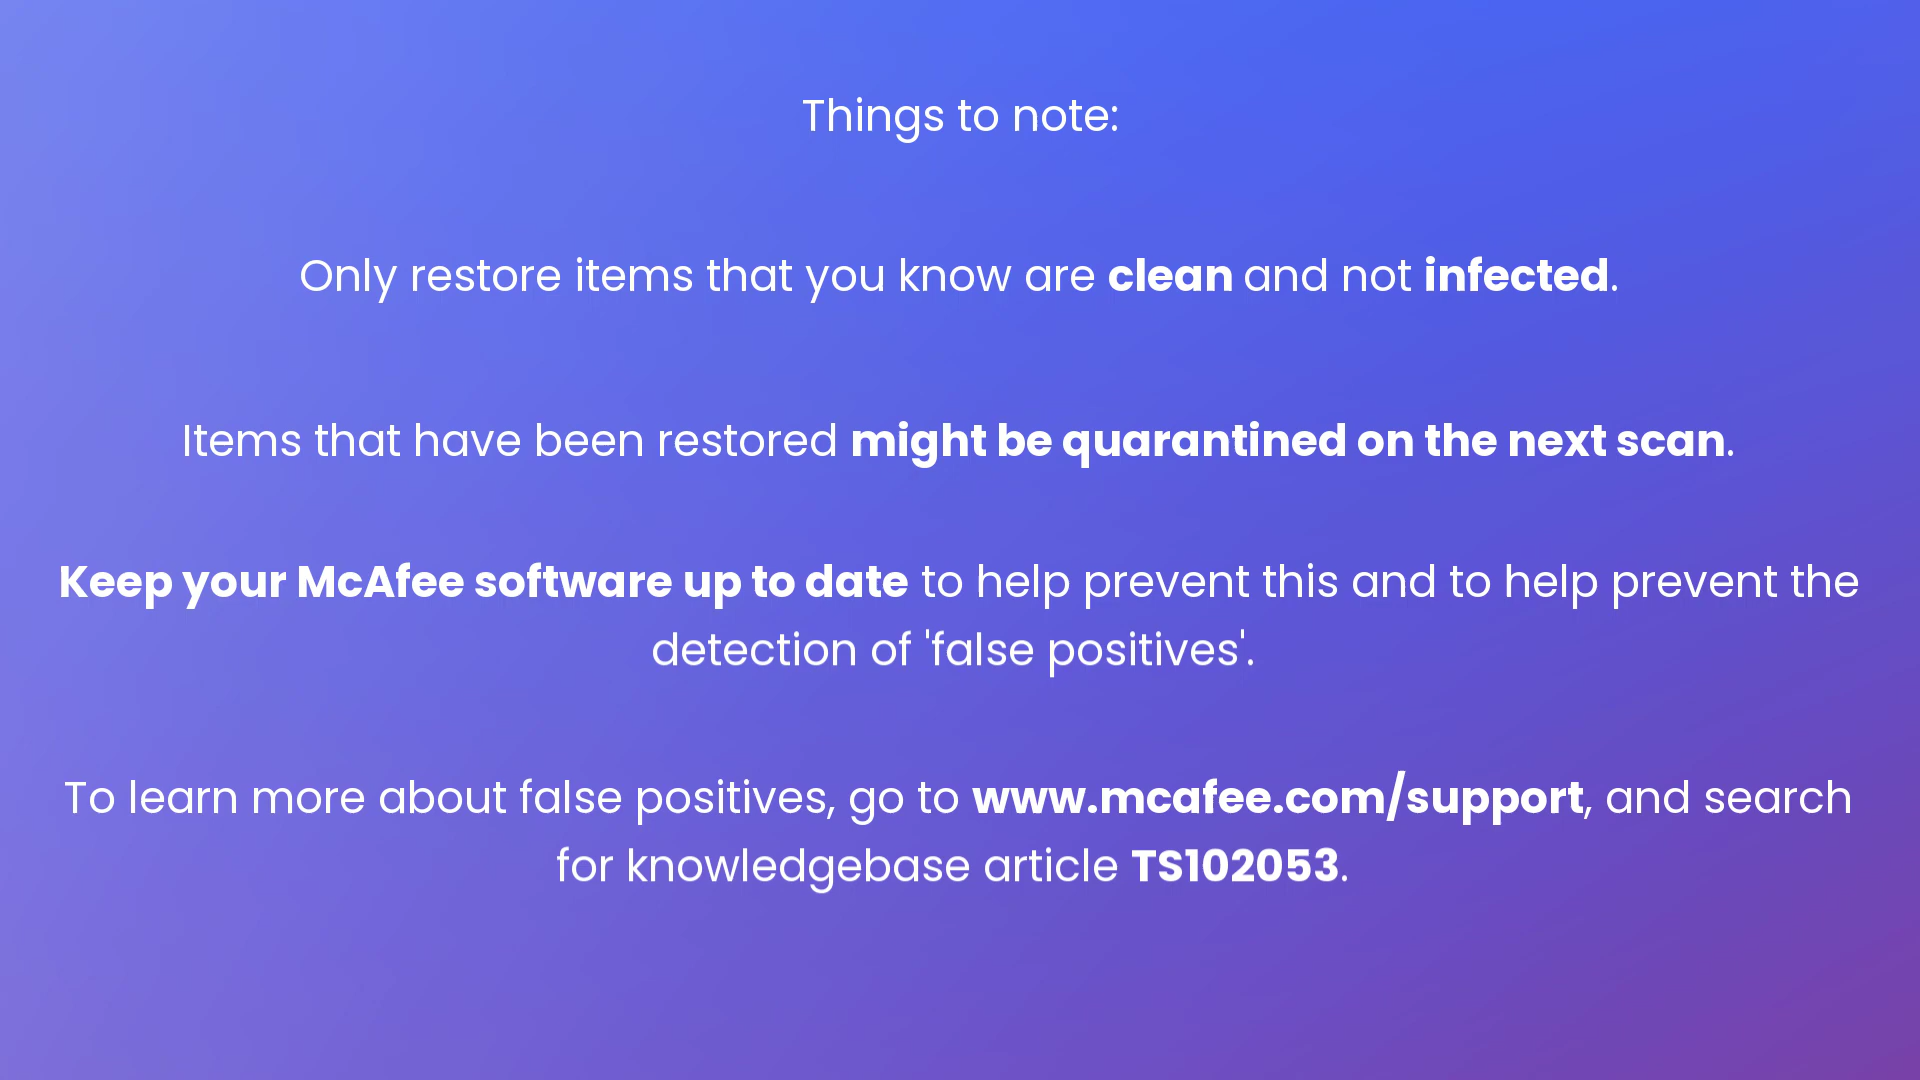 Things to note:
Only restore items that you know are clean and not infected.
Items that have been restored might be quarantined on the next scan.
Keep your McAfee software up to date to help prevent this and to help prevent the
detection of 'false positives'.
To learn more about false positives, go to www.mcafee.com/support, and search
for knowledgebase article TS102053.